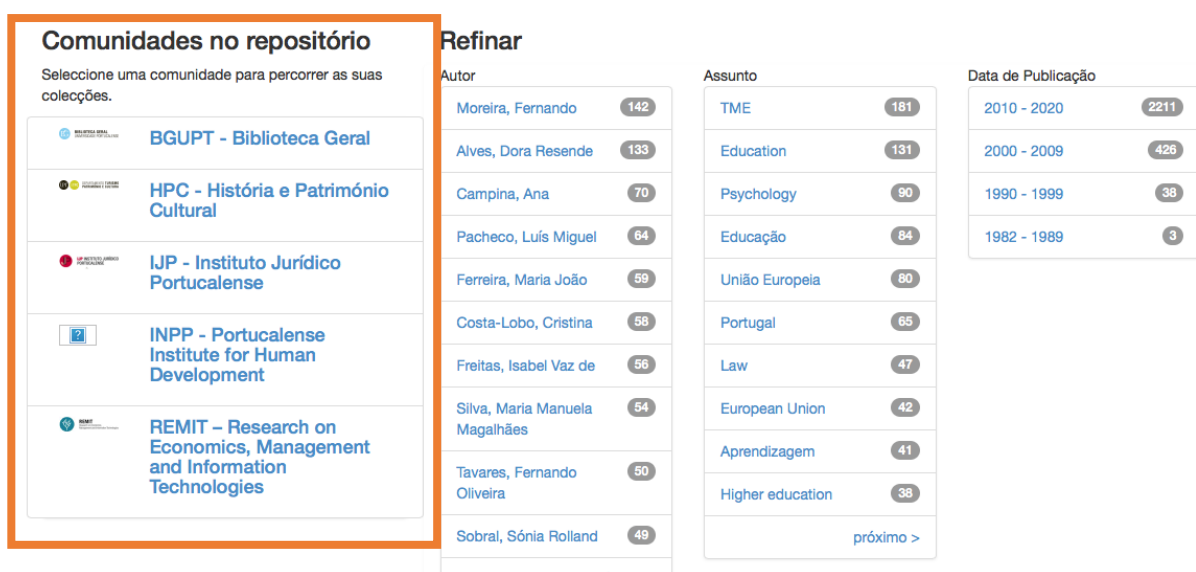 Comunidades no repositório
Seleccione uma comunidade para percorrer as suas
colecções.
BGUPT - Biblioteca Geral
HPC - História e Património
Cultural
IJP - Instituto Jurídico
Portucalense
INPP - Portucalense
Institute for Human
Development
REMIT
REMIT – Research on
Economics, Management
and Information
Technologies
Refinar
Autor
Moreira, Fernando 142
Alves, Dora Resende 133
Campina, Ana 70
Pacheco, Luís Miguel 64
Ferreira, Maria João 59
Costa-Lobo, Cristina 58
Freitas, Isabel Vaz de 56
Silva, Maria Manuela 54
Magalhães
Tavares, Fernando 50
Oliveira
Sobral, Sónia Rolland 49
Assunto
TME 181
Education 131
Psychology 90
Educação 84
União Europeia 80
Portugal 65
Law 47
European Union 42
Aprendizagem 41
Higher education 38
próximo >
Data de Publicação
2010 - 2020 2211
2000 - 2009 426
1990 - 1999 38
1982 - 1989 3